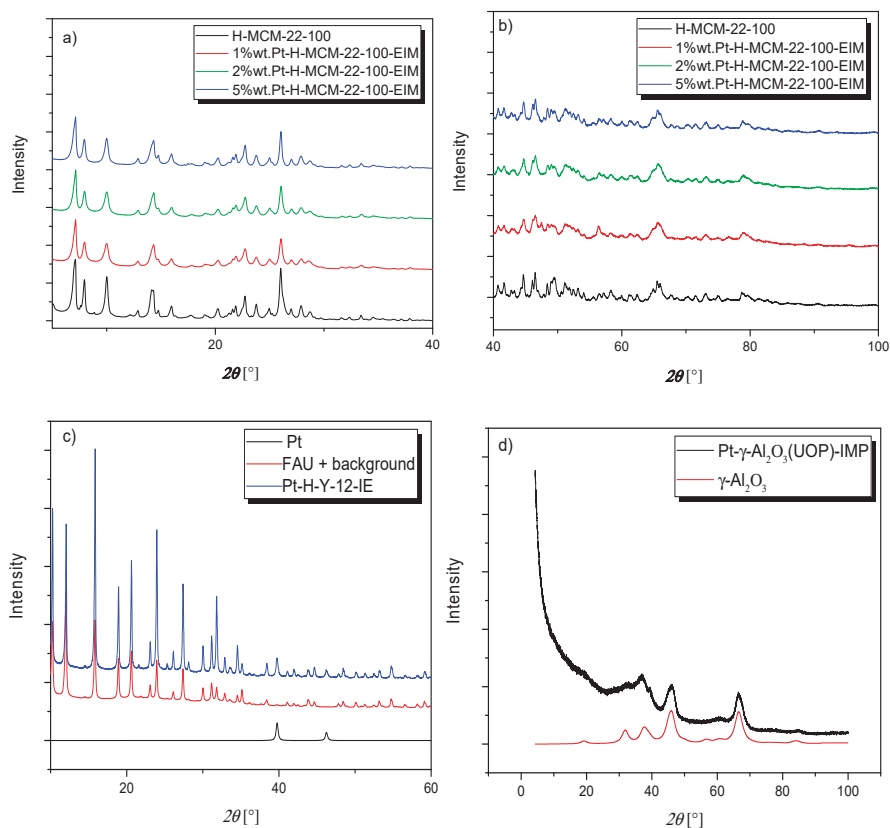 a)
H-MCM-22-100
1%wt.Pt-H-MCM-22-100-EIM
2%wt.Pt-H-MCM-22-100-EIM
5%wt.Pt-H-MCM-22-100-EIM
Intensity
20
40
2θ [°]
b)
H-MCM-22-100
1%wt.Pt-H-MCM-22-100-EIM
2%wt.Pt-H-MCM-22-100-EIM
5%wt.Pt-H-MCM-22-100-EIM
Intensity
40
60
80
100
2θ [°]
c)
Pt
FAU + background
Pt-H-Y-12-IE
Intensity
20
40
60
2θ [°]
d)
Pt-γ-Al₂O₃(UOP)-IMP
γ-Al₂O₃
Intensity
0
20
40
60
80
100
2θ [°]